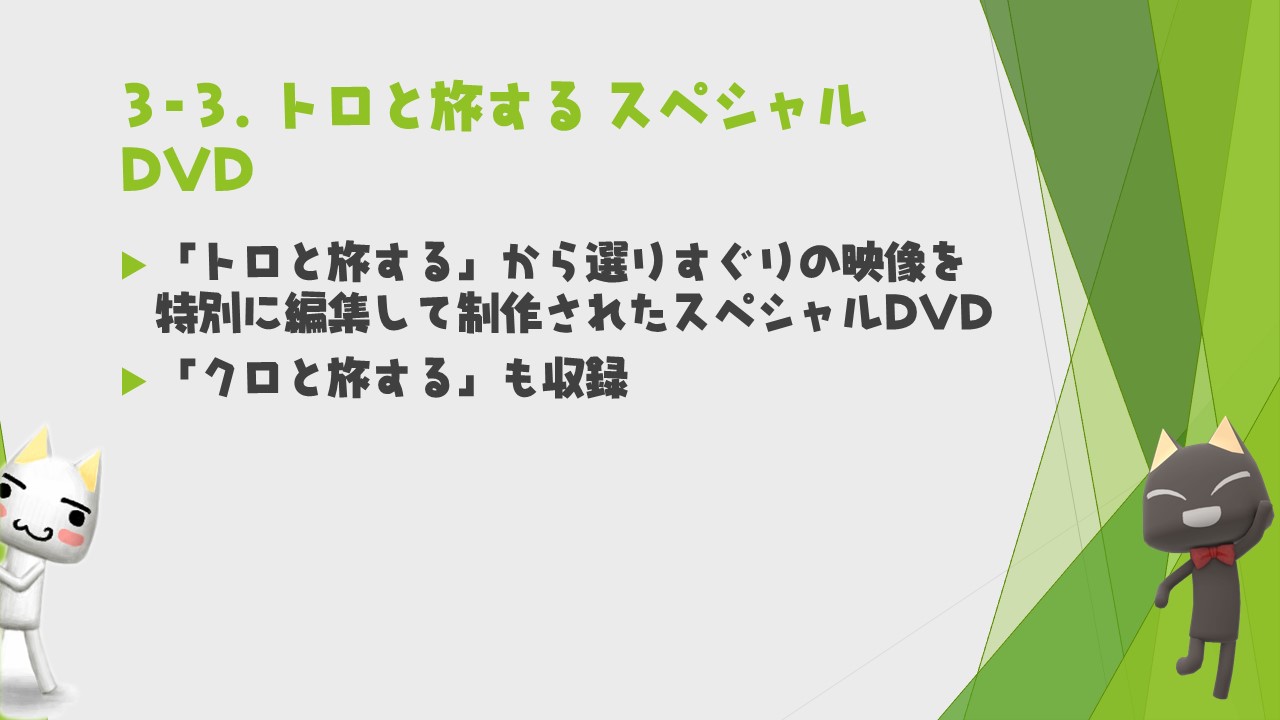 3-3. トロと旅する スペシャル
DVD
「トロと旅する」から選りすぐりの映像を
特別に編集して制作されたスペシャルDVD
「クロと旅する」も収録